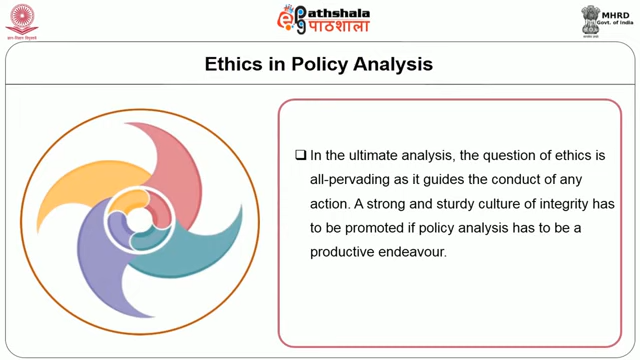 Pathshala
पाठशाला
MHRD
Govt. of India
Ethics in Policy Analysis
In the ultimate analysis, the question of ethics is
all-pervading as it guides the conduct of any
action. A strong and sturdy culture of integrity has
to be promoted if policy analysis has to be a
productive endeavour.